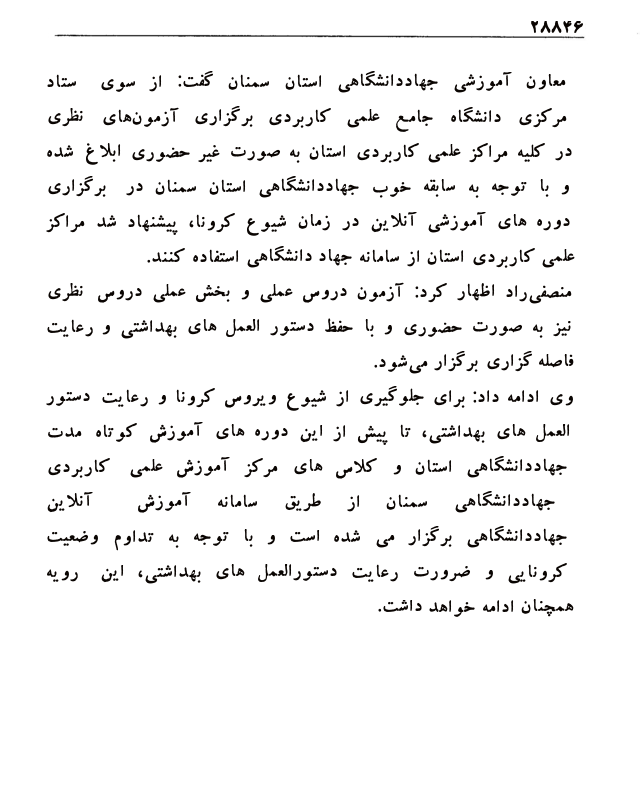 ۲۸۸۴۶
معاون آموزشی جهاددانشگاهی استان سمنان گفت: از سوی ستاد
مرکزی دانشگاه جامع علمی کاربردی برگزاری آزمون‌های نظری
در کلیه مراکز علمی کاربردی استان به صورت غیر حضوری ابلاغ شده
و با توجه به سابقه خوب جهاددانشگاهی استان سمنان در برگزاری
دوره های آموزشی آنلاین در زمان شیوع کرونا، پیشنهاد شد مراکز
علمی کاربردی استان از سامانه جهاد دانشگاهی استفاده کنند.
منصفی‌راد اظهار کرد: آزمون دروس عملی و بخش عملی دروس نظری
نیز به صورت حضوری و با حفظ دستور العمل های بهداشتی و رعایت
فاصله گزاری برگزار می‌شود.
وی ادامه داد: برای جلوگیری از شیوع ویروس کرونا و رعایت دستور
العمل های بهداشتی، تا پیش از این دوره های آموزش کوتاه مدت
جهاددانشگاهی استان و کلاس های مرکز آموزش علمی کاربردی
جهاددانشگاهی سمنان از طریق سامانه آموزش آنلاین
جهاددانشگاهی برگزار می شده است و با توجه به تداوم وضعیت
کرونایی و ضرورت رعایت دستورالعمل های بهداشتی، این رویه
همچنان ادامه خواهد داشت.